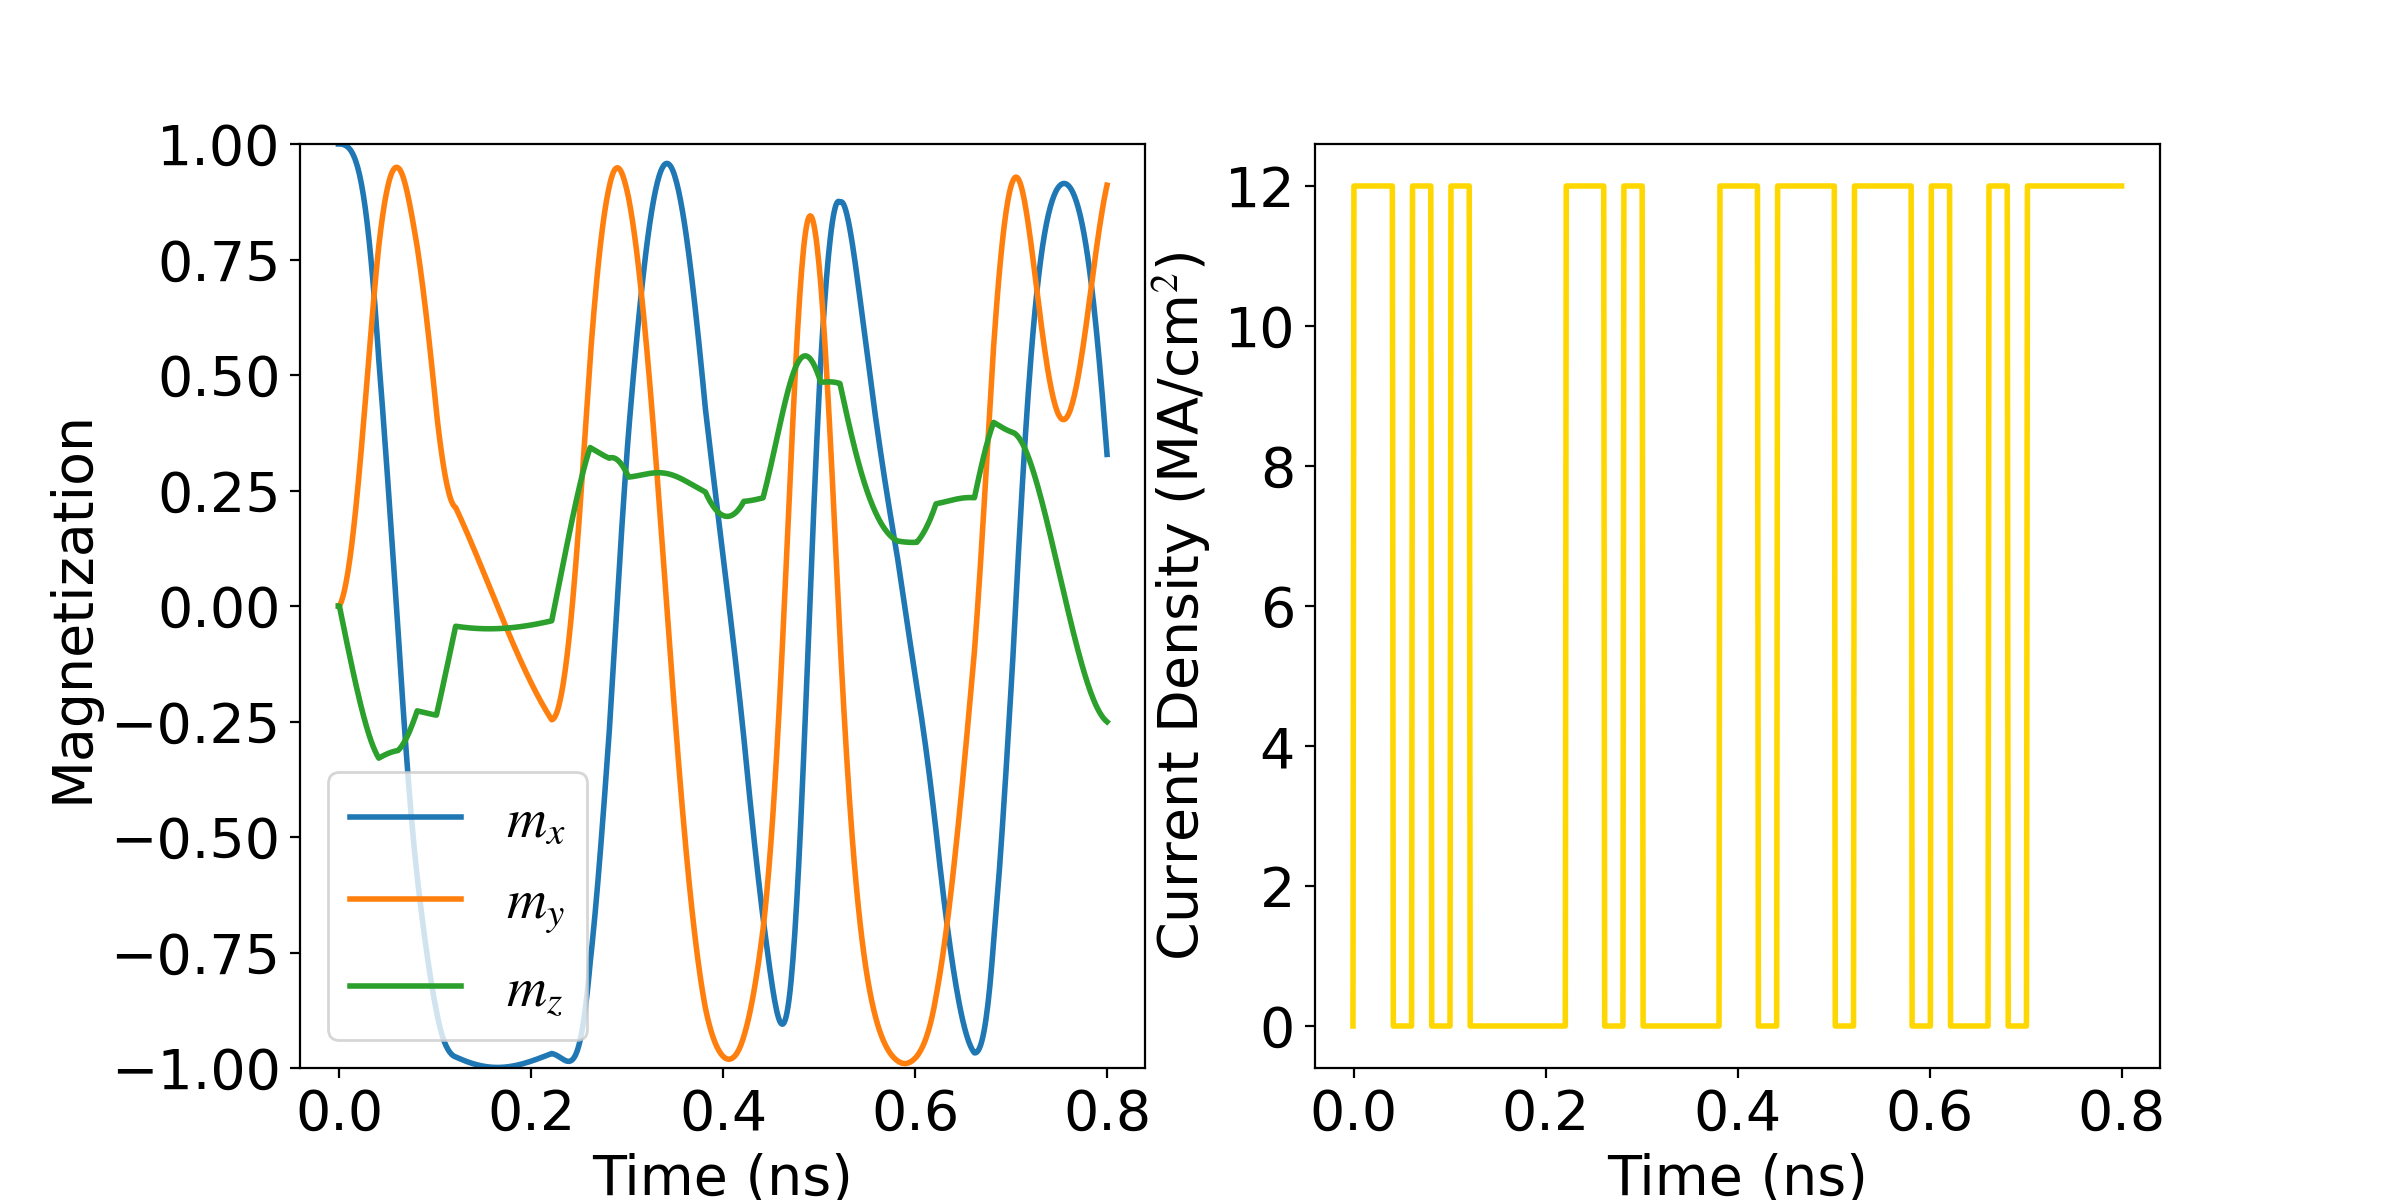 Magnetization
1.00
0.75
0.50
0.25
0.00
−0.25
−0.50
−0.75
−1.00
m_x
m_y
m_z
0.0 0.2 0.4 0.6 0.8
Time (ns)
Current Density (MA/cm²)
12
10
8
6
4
2
0
0.0 0.2 0.4 0.6 0.8
Time (ns)